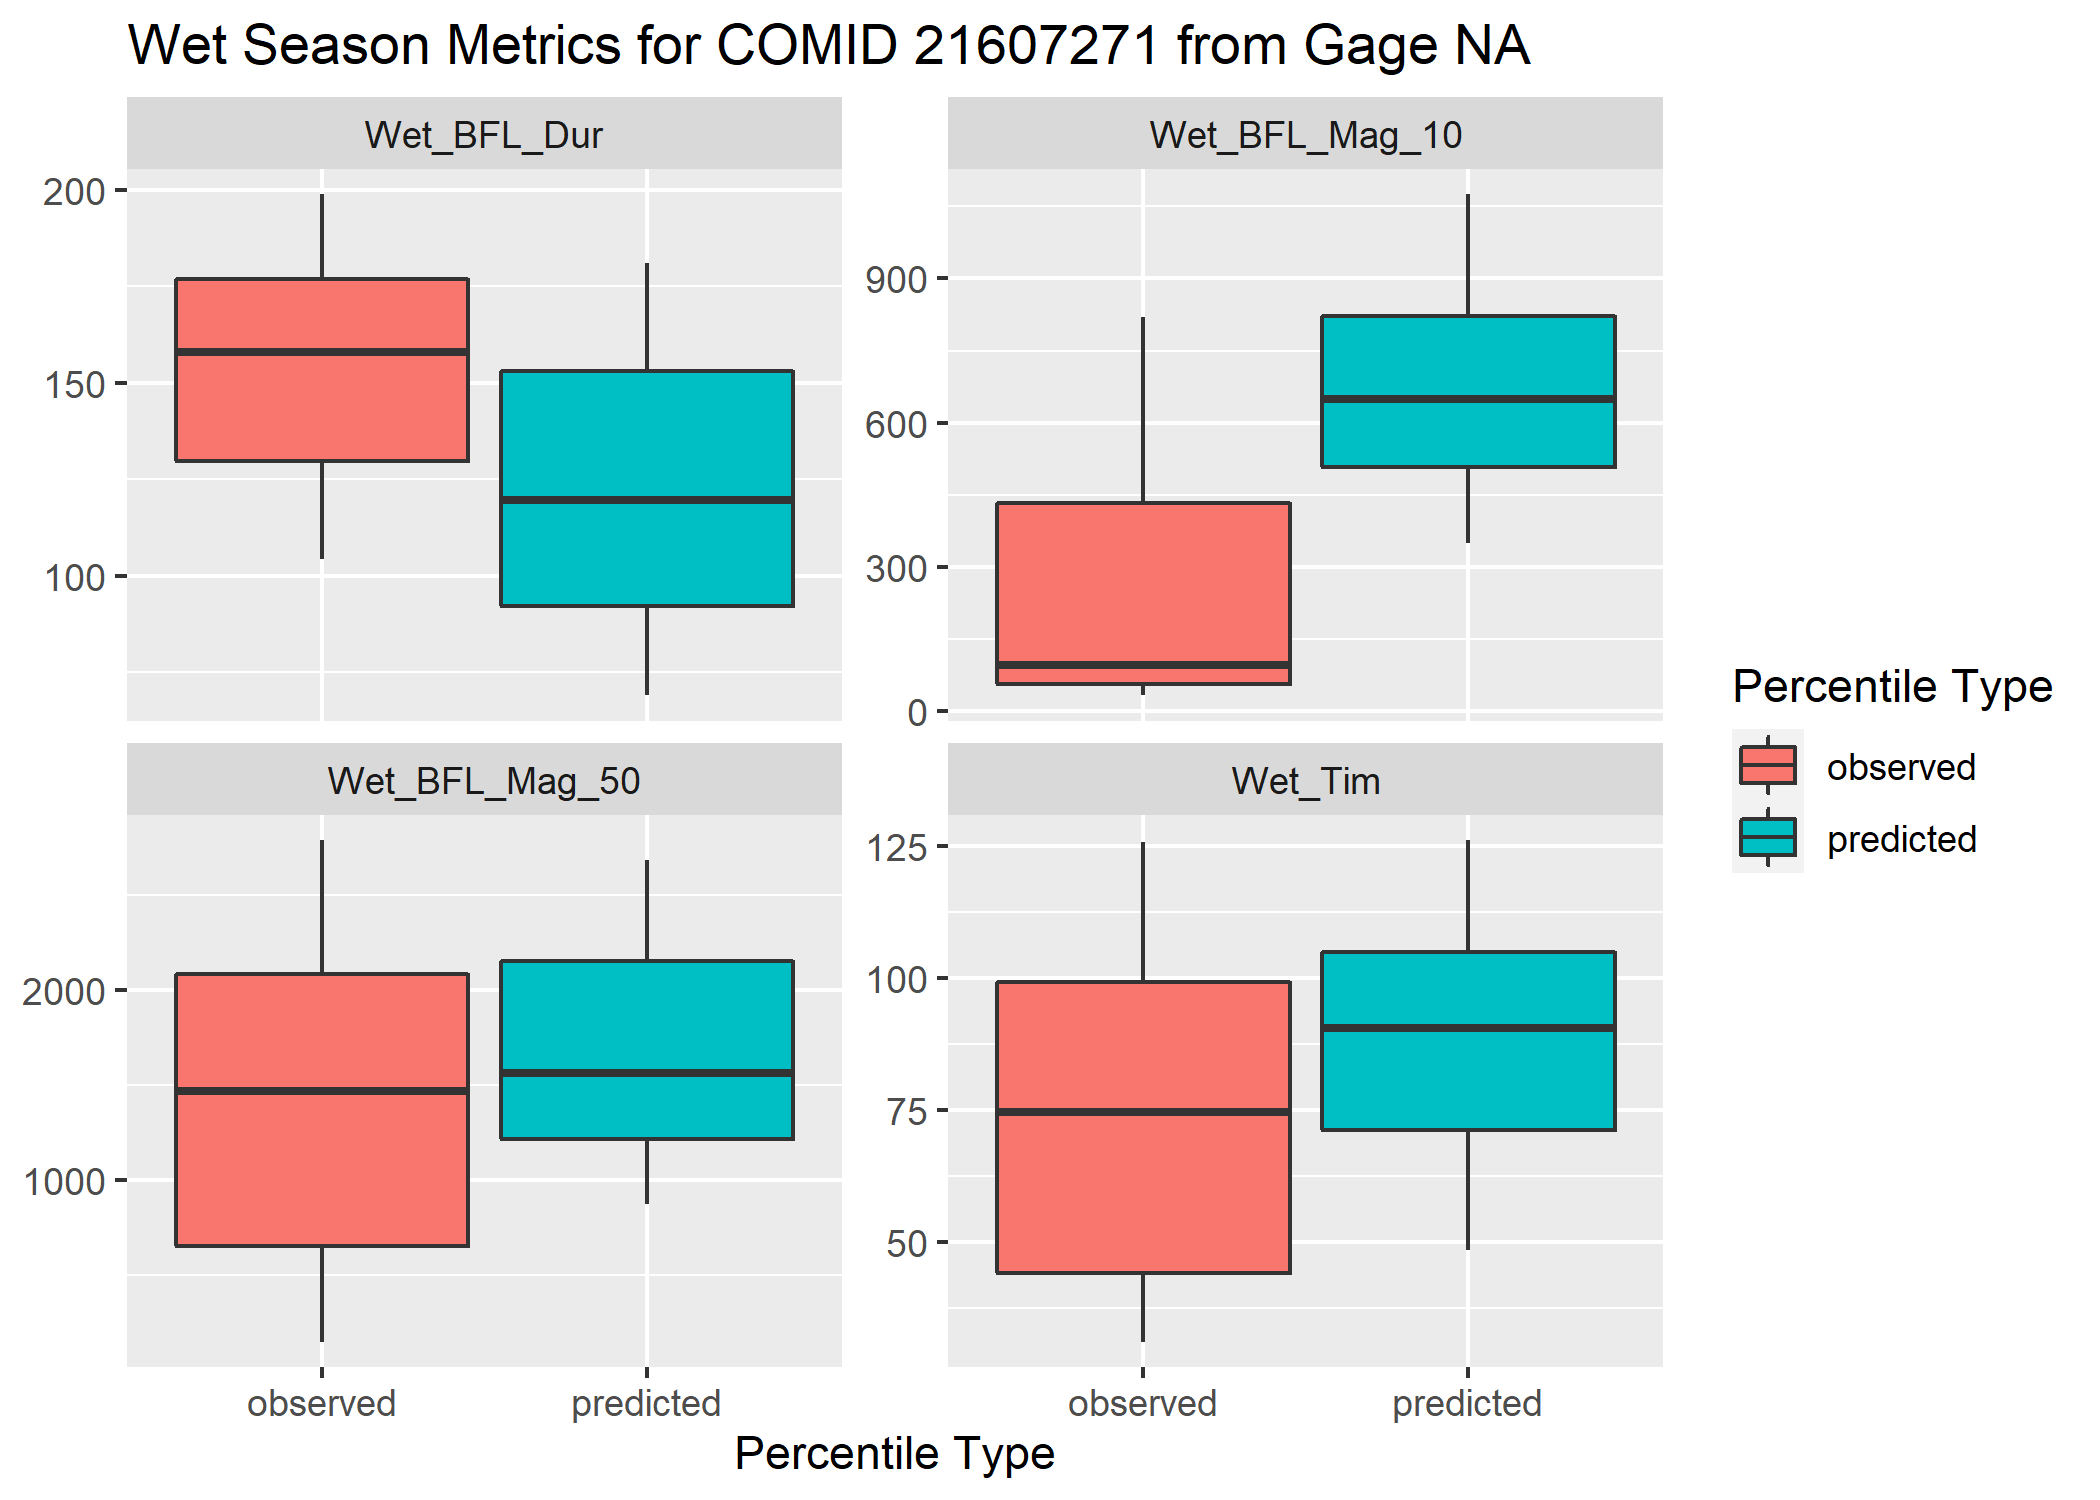 Wet Season Metrics for COMID 21607271 from Gage NA
Wet_BFL_Dur
Wet_BFL_Mag_10
200
150
100
900
600
300
0
Wet_BFL_Mag_50
Wet_Tim
2000
1000
125
100
75
50
observed
predicted
observed
predicted
Percentile Type
Percentile Type
observed
predicted